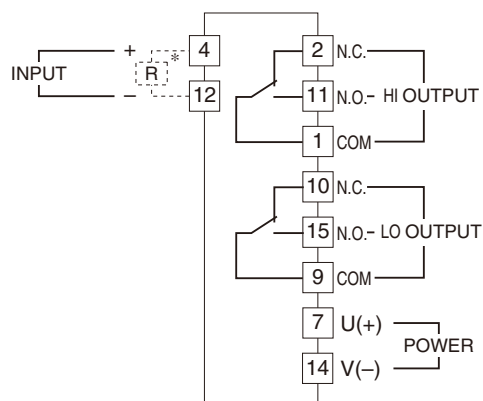 + * 4 2 N.C.
INPUT R 11 N.O. HI OUTPUT
– 12
1 COM
10 N.C.
15 N.O. LO OUTPUT
9 COM
7 U(+)
POWER
14 V(–)